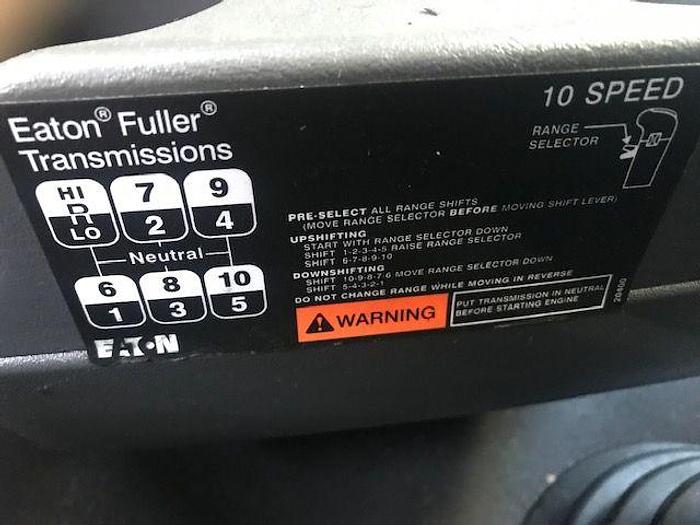 Eaton® Fuller®
Transmissions
10 SPEED
RANGE
SELECTOR
HI 7 9
R 2 4
LO
Neutral
6 8 10
1 3 5
EATON
PRE-SELECT ALL RANGE SHIFTS
(MOVE RANGE SELECTOR BEFORE MOVING SHIFT LEVER)
UPSHIFTING
START WITH RANGE SELECTOR DOWN
SHIFT 1-2-3-4-5 RAISE RANGE SELECTOR
SHIFT 6-7-8-9-10
DOWNSHIFTING
SHIFT 10-9-8-7-6 MOVE RANGE SELECTOR DOWN
SHIFT 5-4-3-2-1
DO NOT CHANGE RANGE WHILE MOVING IN REVERSE
WARNING
PUT TRANSMISSION IN NEUTRAL
BEFORE STARTING ENGINE
20400